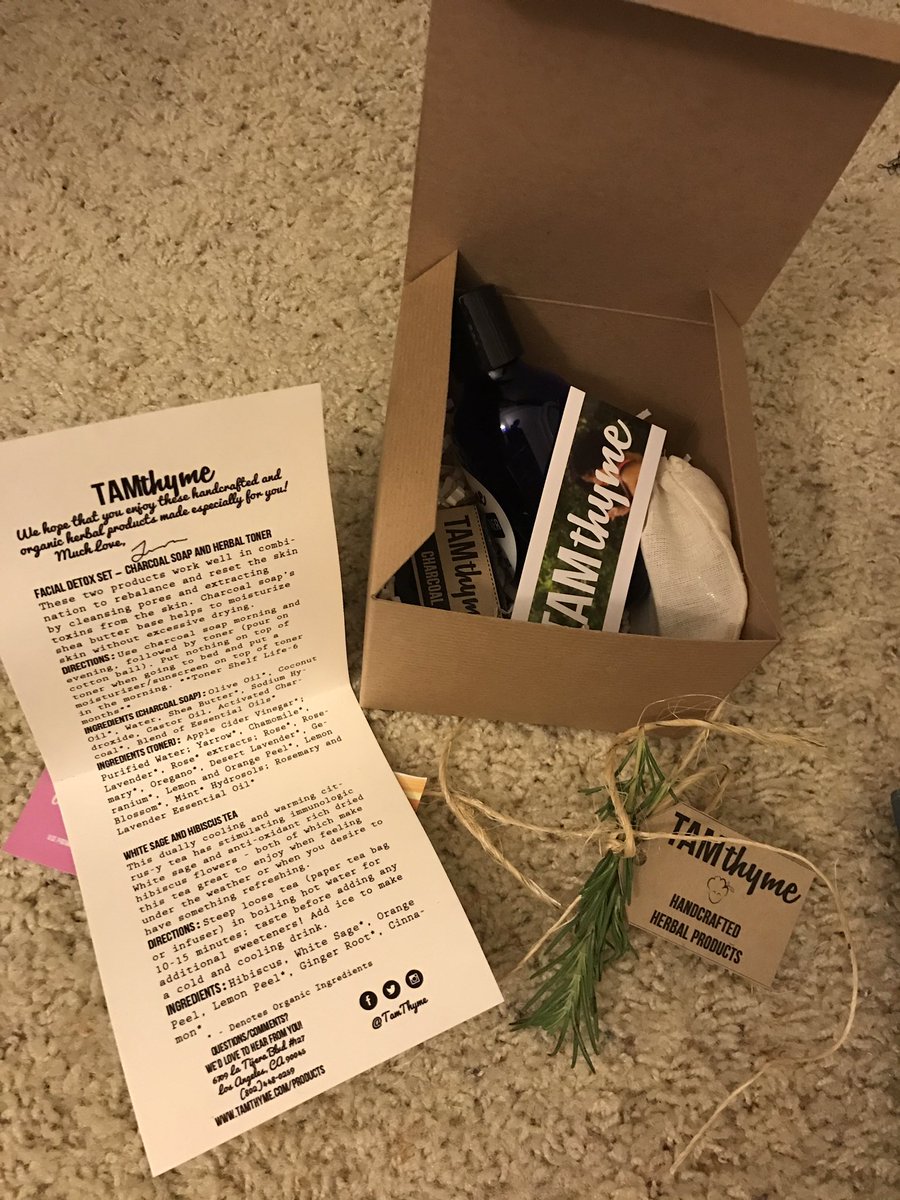 TAMthyme
We hope that you enjoy these handcrafted and
organic herbal products made especially for you!
Much Love,
FACIAL DETOX SET – CHARCOAL SOAP AND HERBAL TONER
These two products work well in combi-
nation to rebalance and reset the skin
by cleansing pores and extracting
toxins from the skin. Charcoal soap's
shea butter base helps to moisturize
skin without excessive drying.
DIRECTIONS: Use charcoal soap morning and
evening, followed by toner (pour on
cotton ball). Put nothing on top of
toner when going to bed and put a
moisturizer/sunscreen on top of toner
in the morning. **Toner Shelf Life-6
months**
INGREDIENTS (CHARCOAL SOAP): Olive Oil*, Coconut
Oil*, Water, Shea Butter*, Sodium Hy-
droxide, Castor Oil, Activated Char-
coal*, Blend of Essential Oils*
INGREDIENTS (TONER): Apple Cider Vinegar*;
Purified Water; Yarrow*, Chamomile*,
Lavender*, Rose* extracts; Rose*, Rose-
mary*, Oregano*, Desert Lavender*, Ge-
ranium*, Lemon and Orange Peel*, Lemon
Blossom*, Mint* Hydrosols; Rosemary and
Lavender Essential Oil*
WHITE SAGE AND HIBISCUS TEA
This dually cooling and warming cit-
rus-y tea has stimulating immunologic
white sage and anti-oxidant rich dried
hibiscus flowers - both of which make
this tea great to enjoy when feeling
under the weather or when you desire to
have something refreshing.
DIRECTIONS: Steep loose tea (paper tea bag
or infuser) in boiling hot water for
10-15 minutes; taste before adding any
additional sweeteners! Add ice to make
a cold and cooling drink.
INGREDIENTS: Hibiscus, White Sage*, Orange
Peel, Lemon Peel*, Ginger Root*, Cinna-
mon*
* - Denotes Organic Ingredients
QUESTIONS/COMMENTS?
WE'D LOVE TO HEAR FROM YOU!
6709 La Tijera Blvd #127
Los Angeles, CA 90045
(802)448-0259
WWW.TAMTHYME.COM/PRODUCTS
@TamThyme
TAMthyme
CHARCOAL
TAMthyme
TAMthyme
HANDCRAFTED
HERBAL PRODUCTS